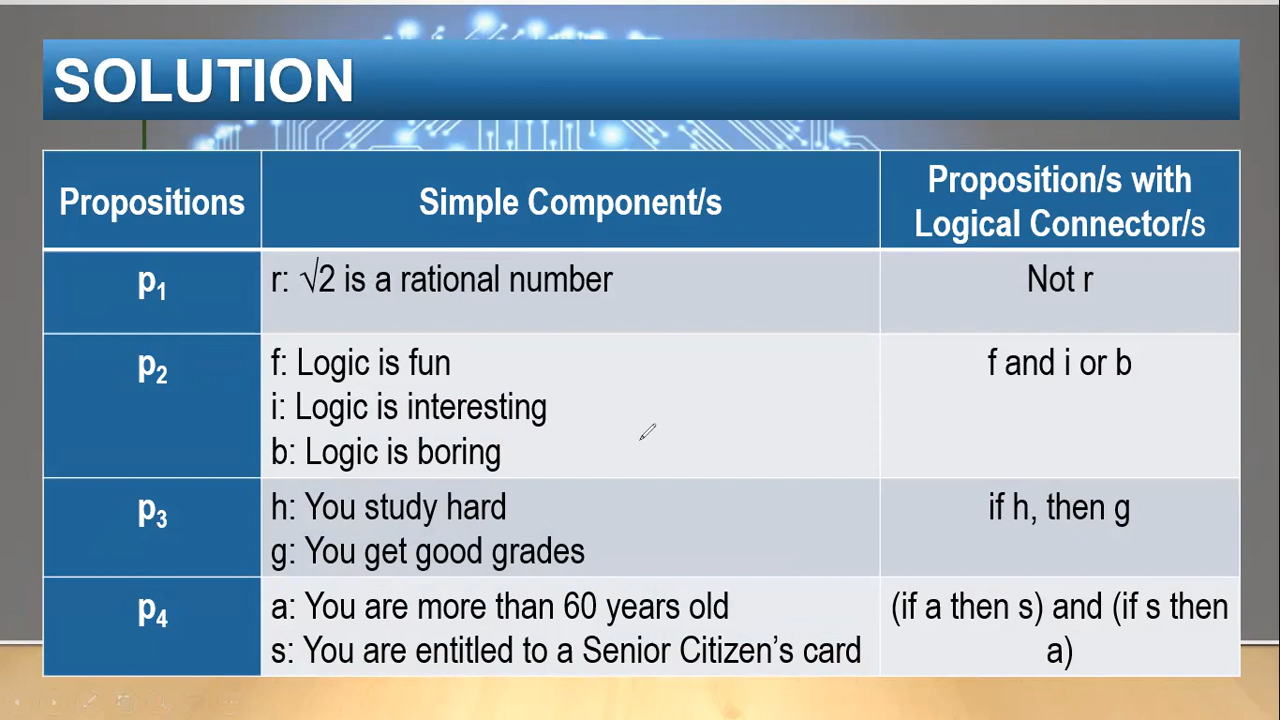 SOLUTION
Propositions
Simple Component/s
Proposition/s with
Logical Connector/s
p₁
r: √2 is a rational number
Not r
p₂
f: Logic is fun
i: Logic is interesting
b: Logic is boring
f and i or b
p₃
h: You study hard
g: You get good grades
if h, then g
p₄
a: You are more than 60 years old
s: You are entitled to a Senior Citizen’s card
(if a then s) and (if s then
a)